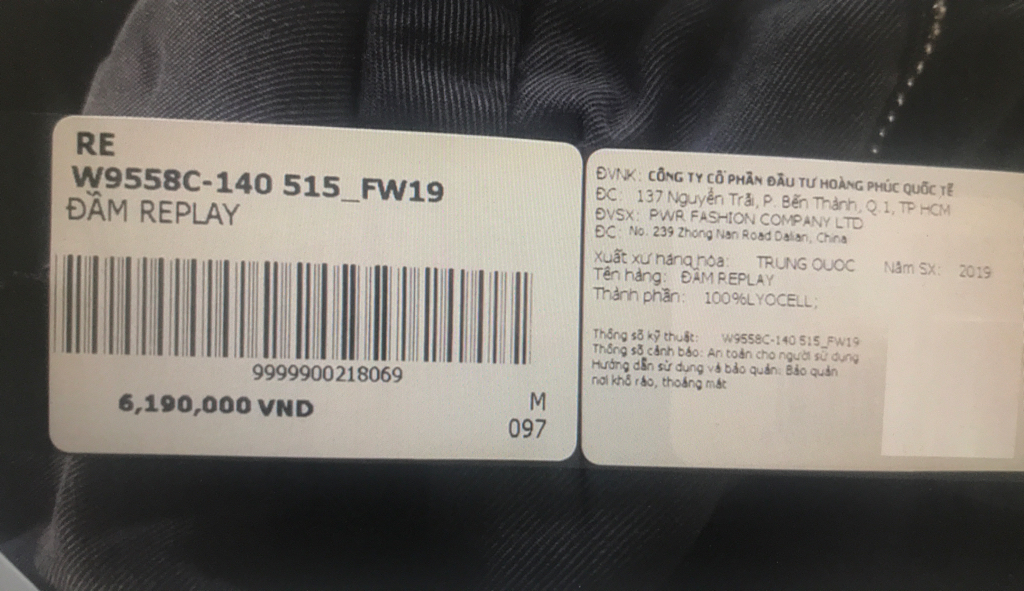 RE
W9558C-140 515_FW19
ĐẦM REPLAY
9999900218069
6,190,000 VND
M
097
ĐVNK: CÔNG TY CỔ PHẦN ĐẦU TƯ HOÀNG PHÚC QUỐC TẾ
ĐC: 137 Nguyễn Trãi, P. Bến Thành, Q.1, TP HCM
ĐVSX: PWR FASHION COMPANY LTD
ĐC: No. 239 Zhong Nan Road Dalian, China
Xuất xứ hàng hóa: TRUNG QUOC Năm SX: 2019
Tên hàng: ĐẦM REPLAY
Thành phần: 100%LYOCELL;
Thông số kỹ thuật: W9558C-140 515_FW19
Thông số cảnh báo: An toàn cho người sử dụng
Hướng dẫn sử dụng và bảo quản: Bảo quản
nơi khô ráo, thoáng mát